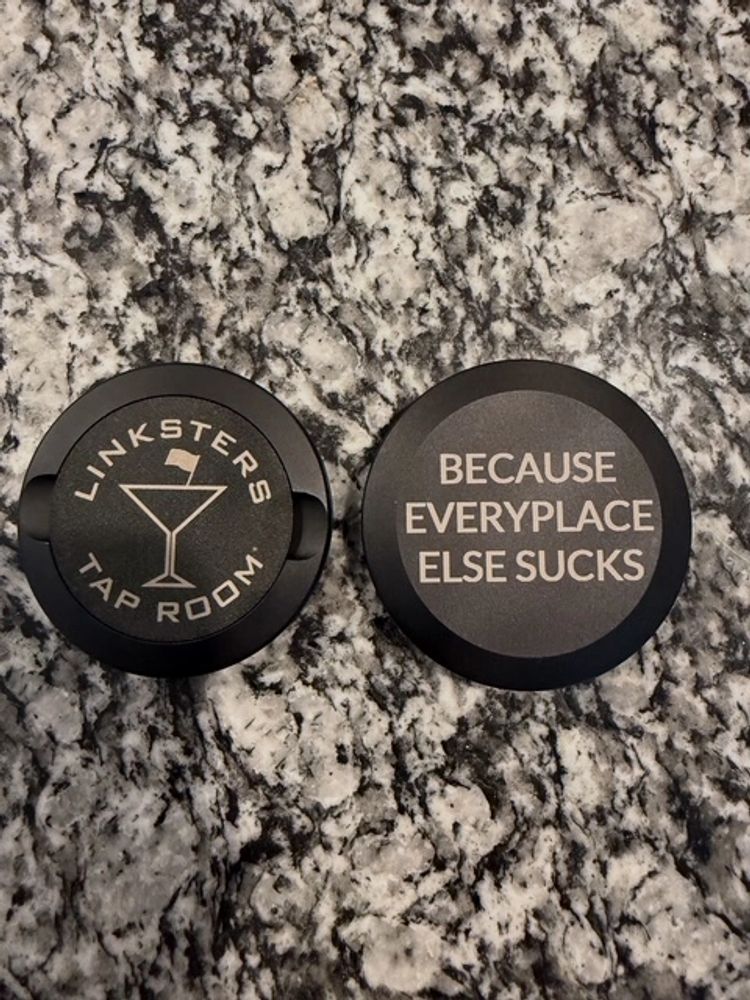 LINKSTERS
TAP ROOM
BECAUSE
EVERYPLACE
ELSE SUCKS